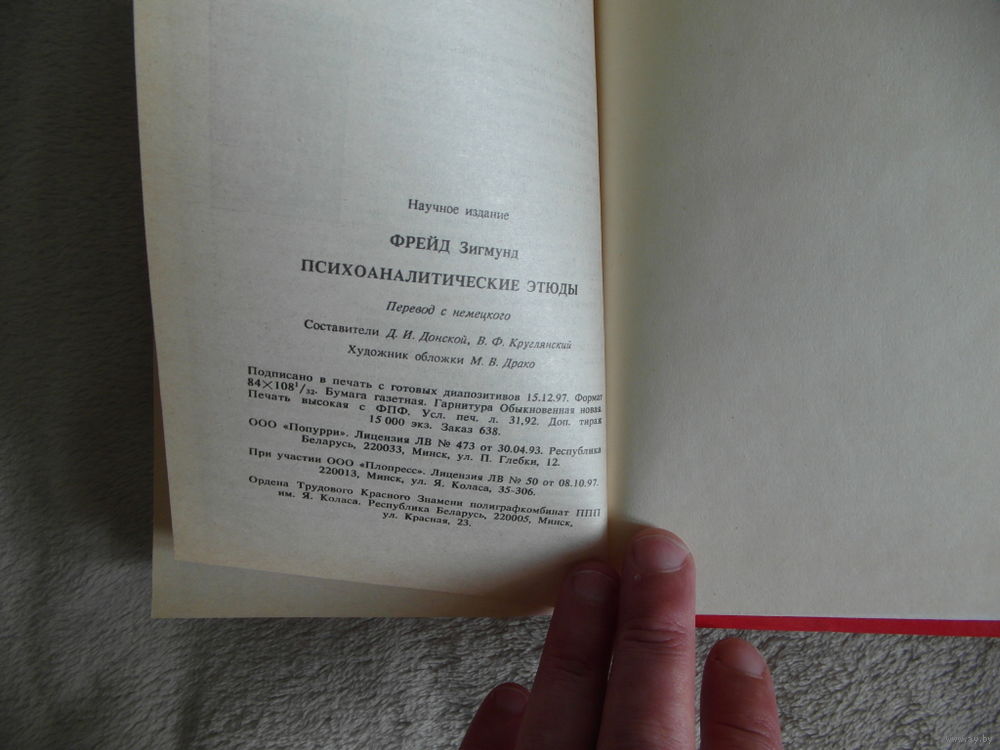 Научное издание
ФРЕЙД Зигмунд
ПСИХОАНАЛИТИЧЕСКИЕ ЭТЮДЫ
Перевод с немецкого
Составители Д. И. Донской, В. Ф. Круглянский
Художник обложки М. В. Драко
Подписано в печать с готовых диапозитивов 15.12.97. Формат
84×108¹/₃₂. Бумага газетная. Гарнитура Обыкновенная новая.
Печать высокая с ФПФ. Усл. печ. л. 31,92. Доп. тираж
15 000 экз. Заказ 638.
ООО «Попурри». Лицензия ЛВ № 473 от 30.04.93. Республика
Беларусь, 220033, Минск, ул. П. Глебки, 12.
При участии ООО «Плопресс». Лицензия ЛВ № 50 от 08.10.97.
220013, Минск, ул. Я. Коласа, 35-306.
Ордена Трудового Красного Знамени полиграфкомбинат ППП
им. Я. Коласа. Республика Беларусь, 220005, Минск,
ул. Красная, 23.
www.ay.by